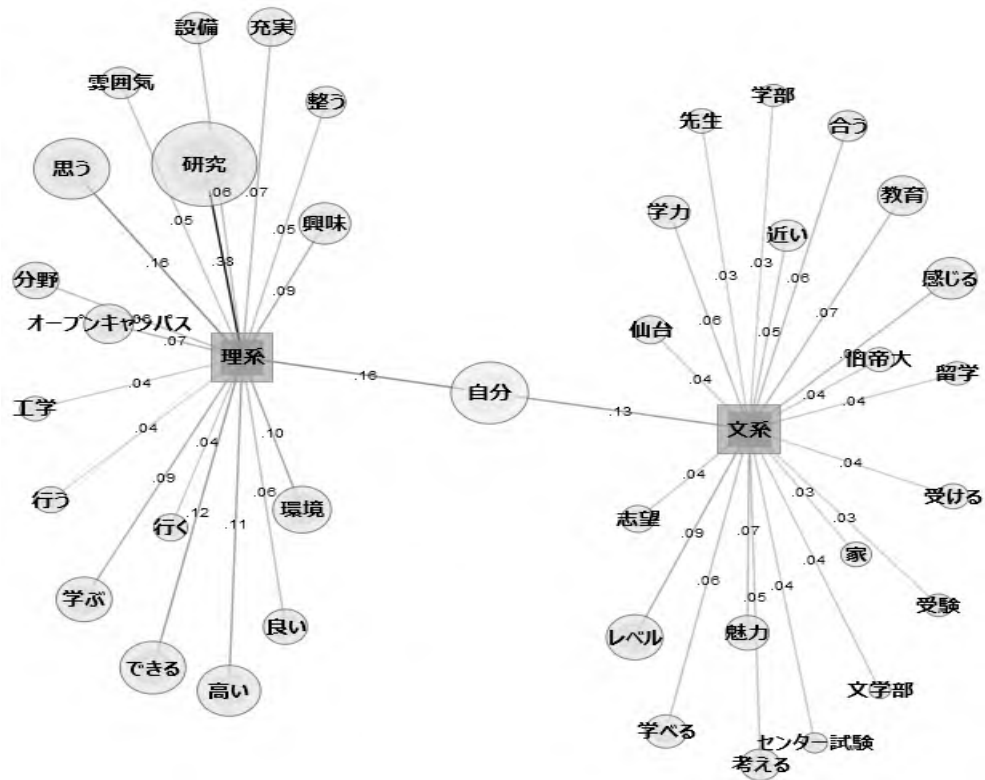 設備
充実
雰囲気
整う
思う
研究
.06
.07
興味
.05
.05
.38
.16
.09
分野
オープンキャンパス
.07
理系
工学
.04
.16
自分
.13
.04
行う
.09
.04
.10
.12
行く
.11
.06
環境
学ぶ
良い
できる
高い
学部
先生
合う
学力
教育
近い
.03
.03
.06
感じる
.06
.05
.07
仙台
旧帝大
留学
.04
.04
.04
文系
.04
.04
受ける
志望
.09
.07
.03
.03
家
.06
.05
.04
.04
受験
レベル
魅力
文学部
学べる
センター試験
考える